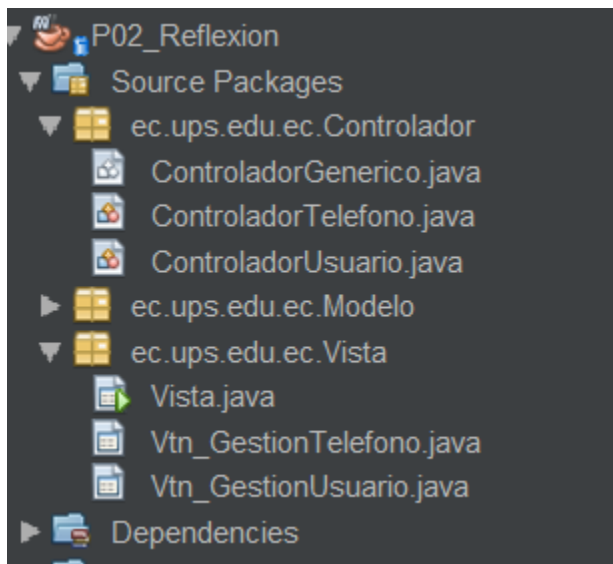 P02_Reflexion
Source Packages
ec.ups.edu.ec.Controlador
ControladorGenerico.java
ControladorTelefono.java
ControladorUsuario.java
ec.ups.edu.ec.Modelo
ec.ups.edu.ec.Vista
Vista.java
Vtn_GestionTelefono.java
Vtn_GestionUsuario.java
Dependencies